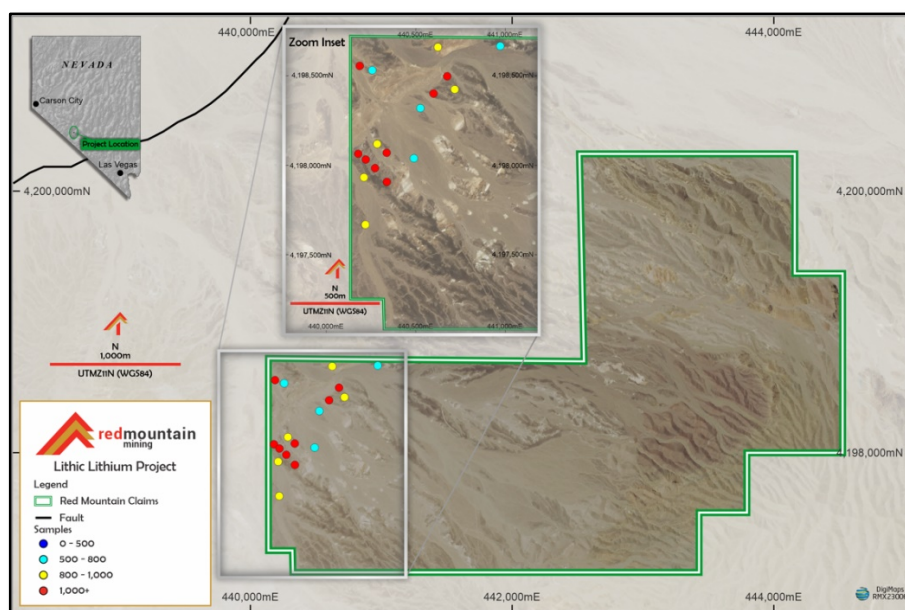 440,000mE
442,000mE
444,000mE
NEVADA
Carson City
Project Location
Las Vegas
4,200,000mN
4,200,000mN
Zoom Inset
440,500mE
441,000mE
4,198,500mN
4,198,500mN
4,198,000mN
4,198,000mN
4,197,500mN
4,197,500mN
N
500m
UTMZ11N (WGS84)
440,000mE
440,500mE
441,000mE
N
1,000m
UTMZ11N (WGS84)
redmountain
mining
Lithic Lithium Project
Legend
Red Mountain Claims
Fault
Samples
0 - 500
500 - 800
800 - 1,000
1,000+
4,198,000mN
440,000mE
442,000mE
444,000mE
DigiMaps